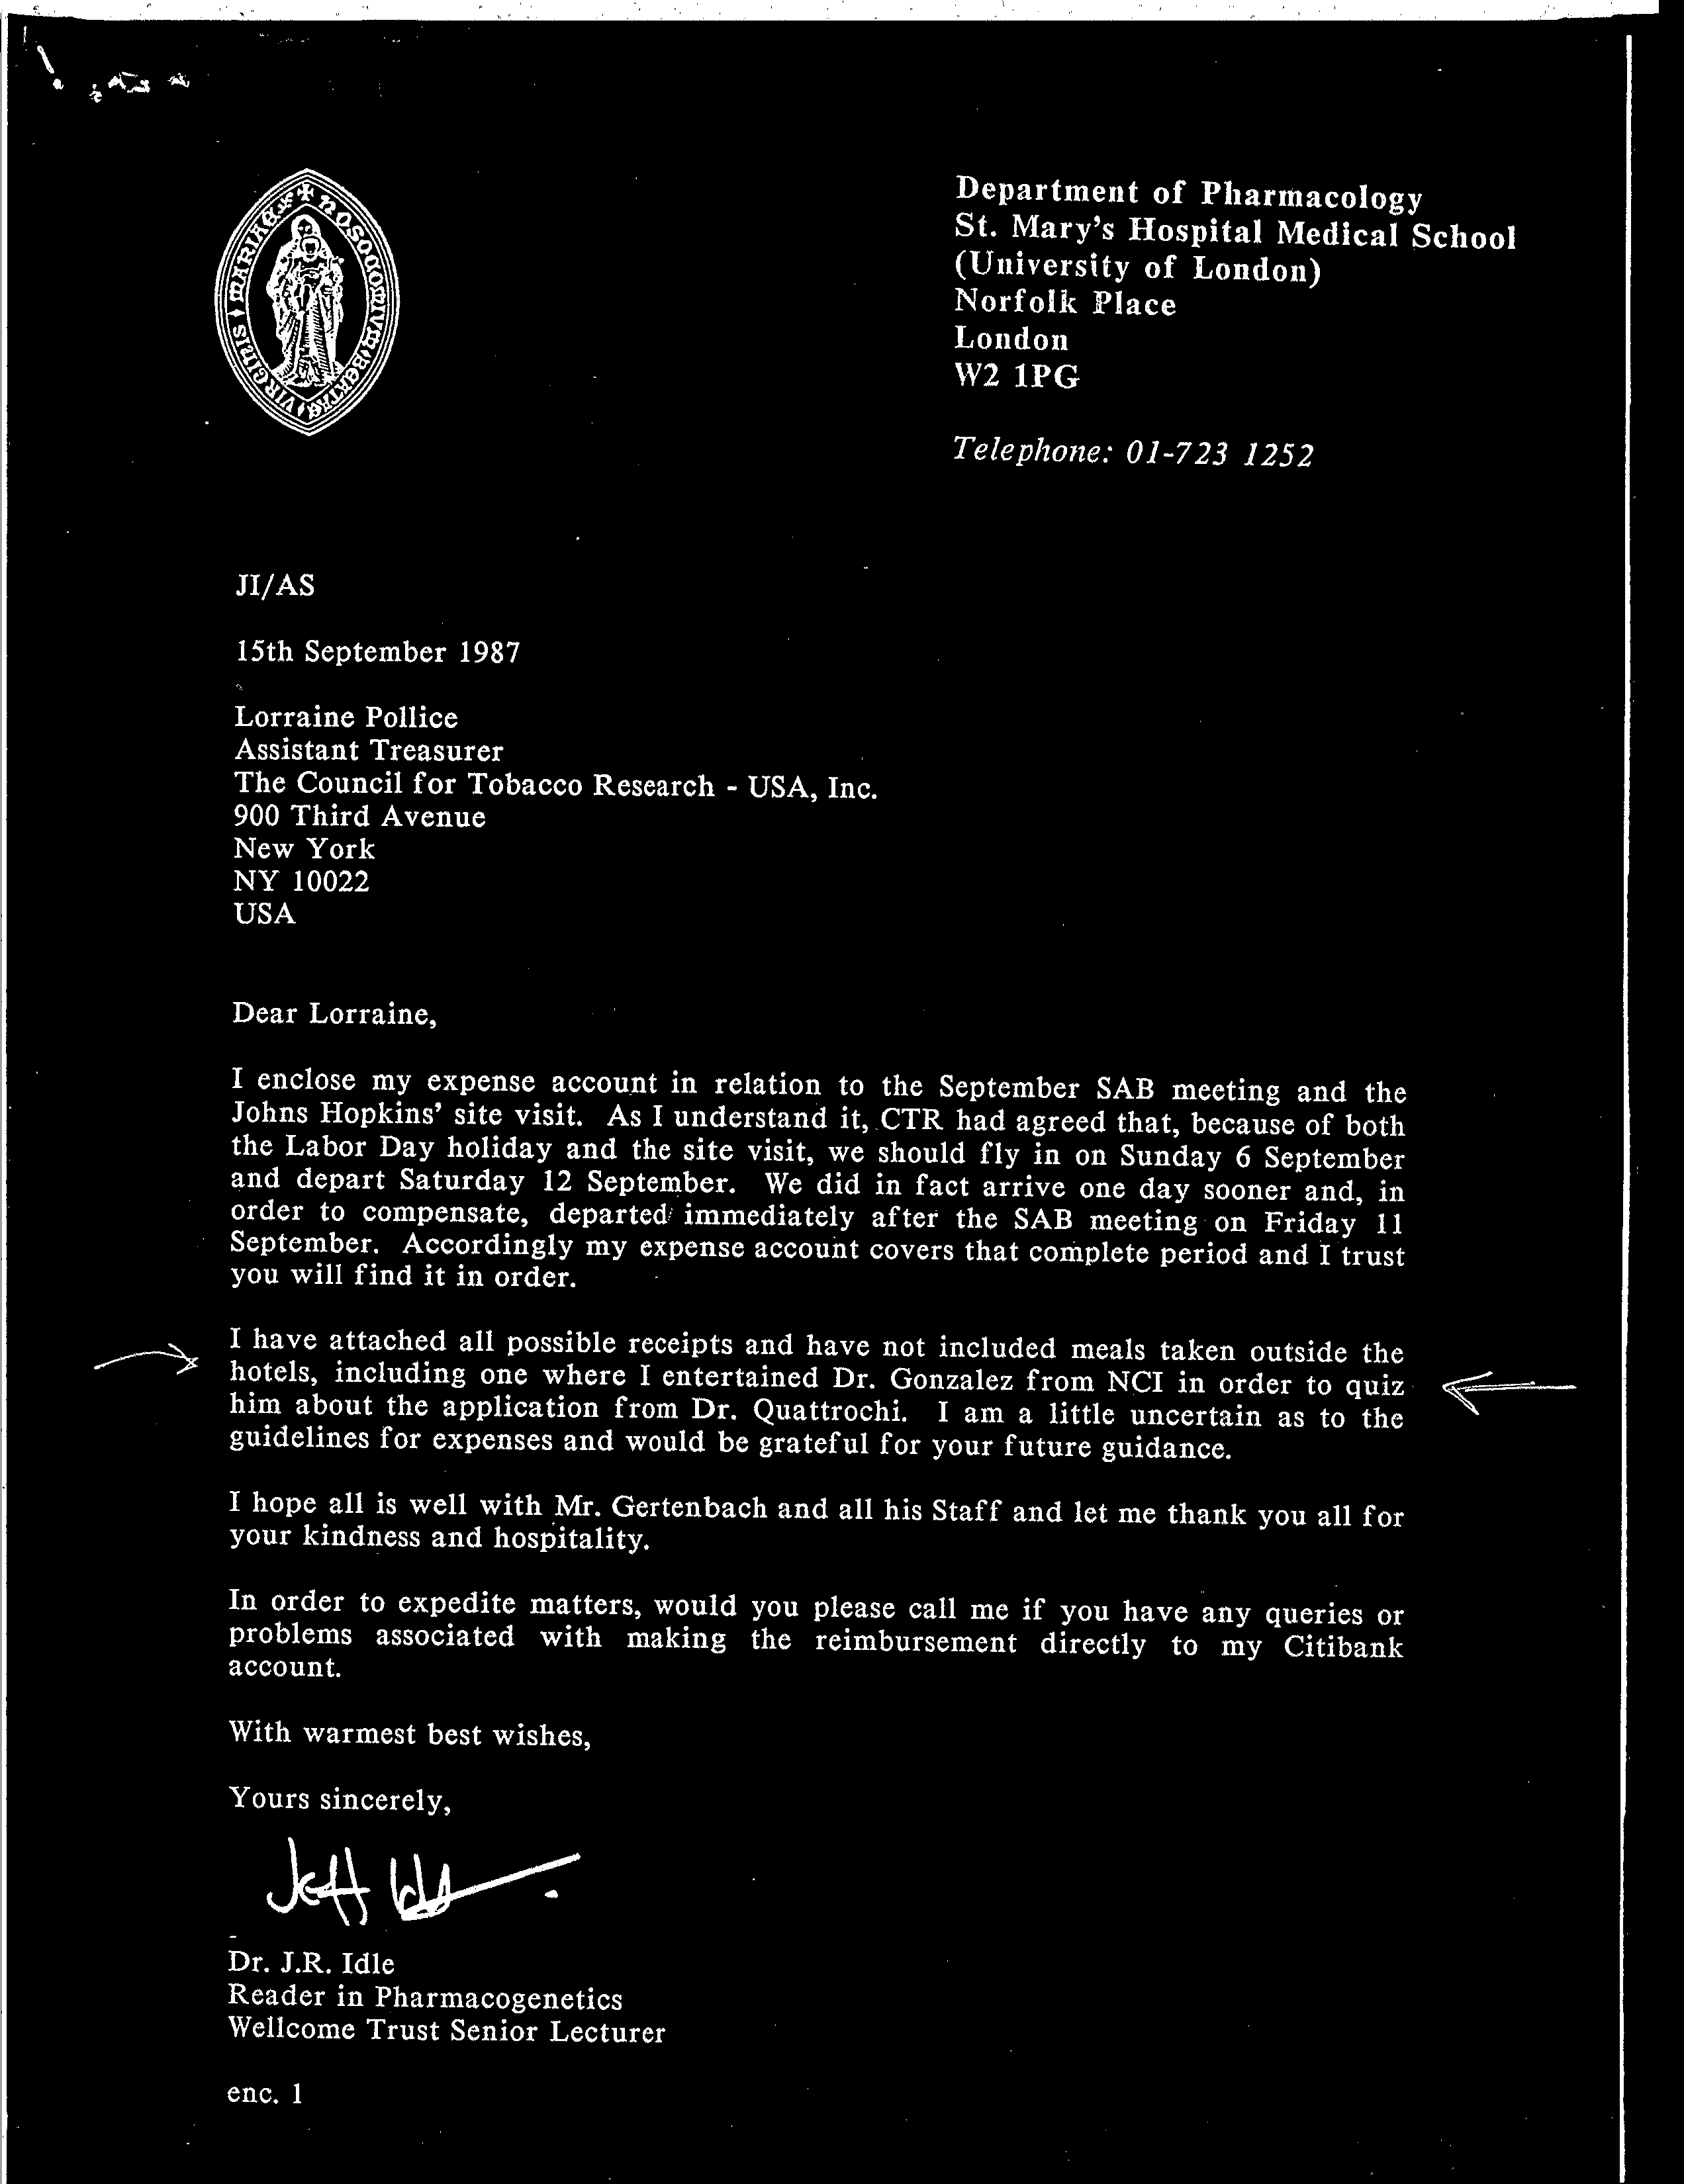 Department of Pharmacology
St. Mary's Hospital Medical School
(University of London)
Norfolk Place
London
W2 1PG
Telephone: 01-723 1252
JI/AS
15th September 1987
Lorraine Pollice
Assistant Treasurer
The Council for Tobacco Research - USA, Inc.
900 Third Avenue
New York
NY 10022
USA
Dear Lorraine,
I enclose my expense account in relation to the September SAB meeting and the
Johns Hopkins' site visit. As I understand it, CTR had agreed that, because of both
the Labor Day holiday and the site visit, we should fly in on Sunday 6 September
and depart Saturday 12 September. We did in fact arrive one day sooner and, in
order to compensate, departed immediately after the SAB meeting on Friday 11
September. Accordingly my expense account covers that complete period and I trust
you will find it in order.
I have attached all possible receipts and have not included meals taken outside the
hotels, including one where I entertained Dr. Gonzalez from NCI in order to quiz
him about the application from Dr. Quattrochi. I am a little uncertain as to the
guidelines for expenses and would be grateful for your future guidance.
I hope all is well with Mr. Gertenbach and all his Staff and let me thank you all for
your kindness and hospitality.
In order to expedite matters, would you please call me if you have any queries or
problems associated with making the reimbursement directly to my Citibank
account.
With warmest best wishes,
Yours sincerely,
Jeff Idle
Dr. J.R. Idle
Reader in Pharmacogenetics
Wellcome Trust Senior Lecturer
enc. 1